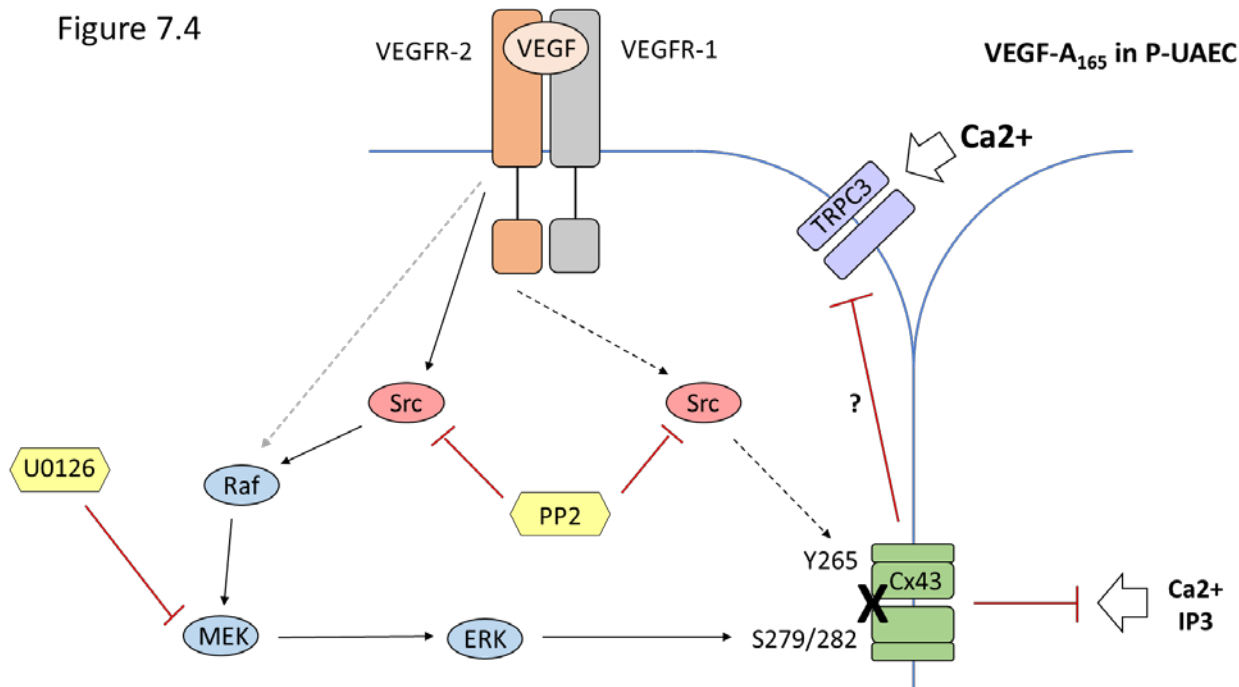 Figure 7.4
VEGFR-2
VEGF
VEGFR-1
VEGF-A₁₆₅ in P-UAEC
Ca2+
TRPC3
Src
Src
?
U0126
Raf
PP2
Y265
Cx43
X
Ca2+
IP3
MEK
ERK
S279/282